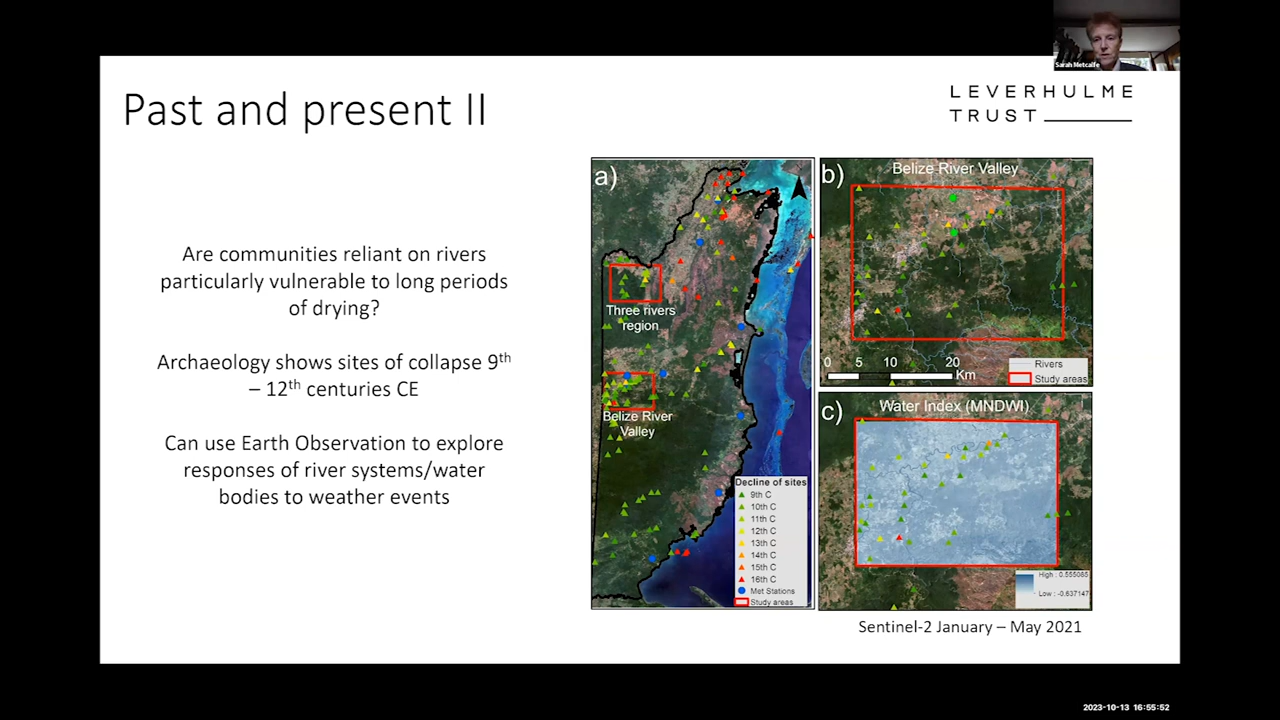 Sarah Metcalfe
LEVERHULME
TRUST
Past and present II
Are communities reliant on rivers
particularly vulnerable to long periods
of drying?
Archaeology shows sites of collapse 9th
– 12th centuries CE
Can use Earth Observation to explore
responses of river systems/water
bodies to weather events
a)
Three rivers
region
Belize River
Valley
Decline of sites
9th C
10th C
11th C
12th C
13th C
14th C
15th C
16th C
Met Stations
Study areas
b)
Belize River Valley
0 5 10 20
Km
Rivers
Study areas
c)
Water Index (MNDWI)
High : 0.555065
Low : -0.637147
Sentinel-2 January – May 2021
2023-10-13 16:55:52